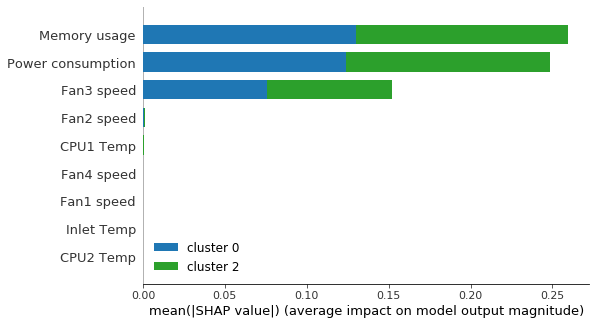 Memory usage
Power consumption
Fan3 speed
Fan2 speed
CPU1 Temp
Fan4 speed
Fan1 speed
Inlet Temp
CPU2 Temp
cluster 0
cluster 2
0.00 0.05 0.10 0.15 0.20 0.25
mean(|SHAP value|) (average impact on model output magnitude)